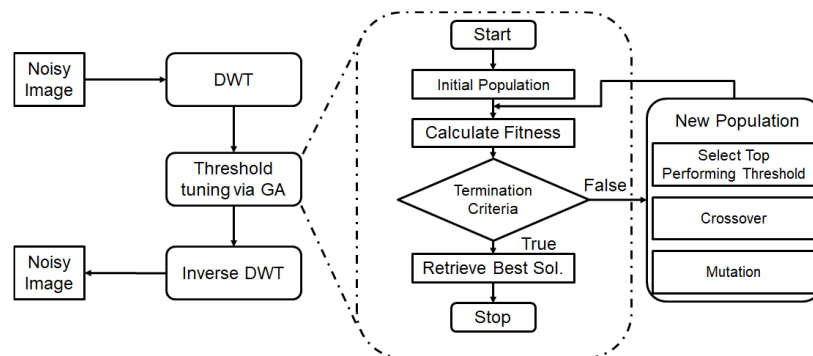 Noisy
Image
DWT
Threshold
tuning via GA
Inverse DWT
Noisy
Image
Start
Initial Population
Calculate Fitness
Termination
Criteria
False
True
Retrieve Best Sol.
Stop
New Population
Select Top
Performing Threshold
Crossover
Mutation